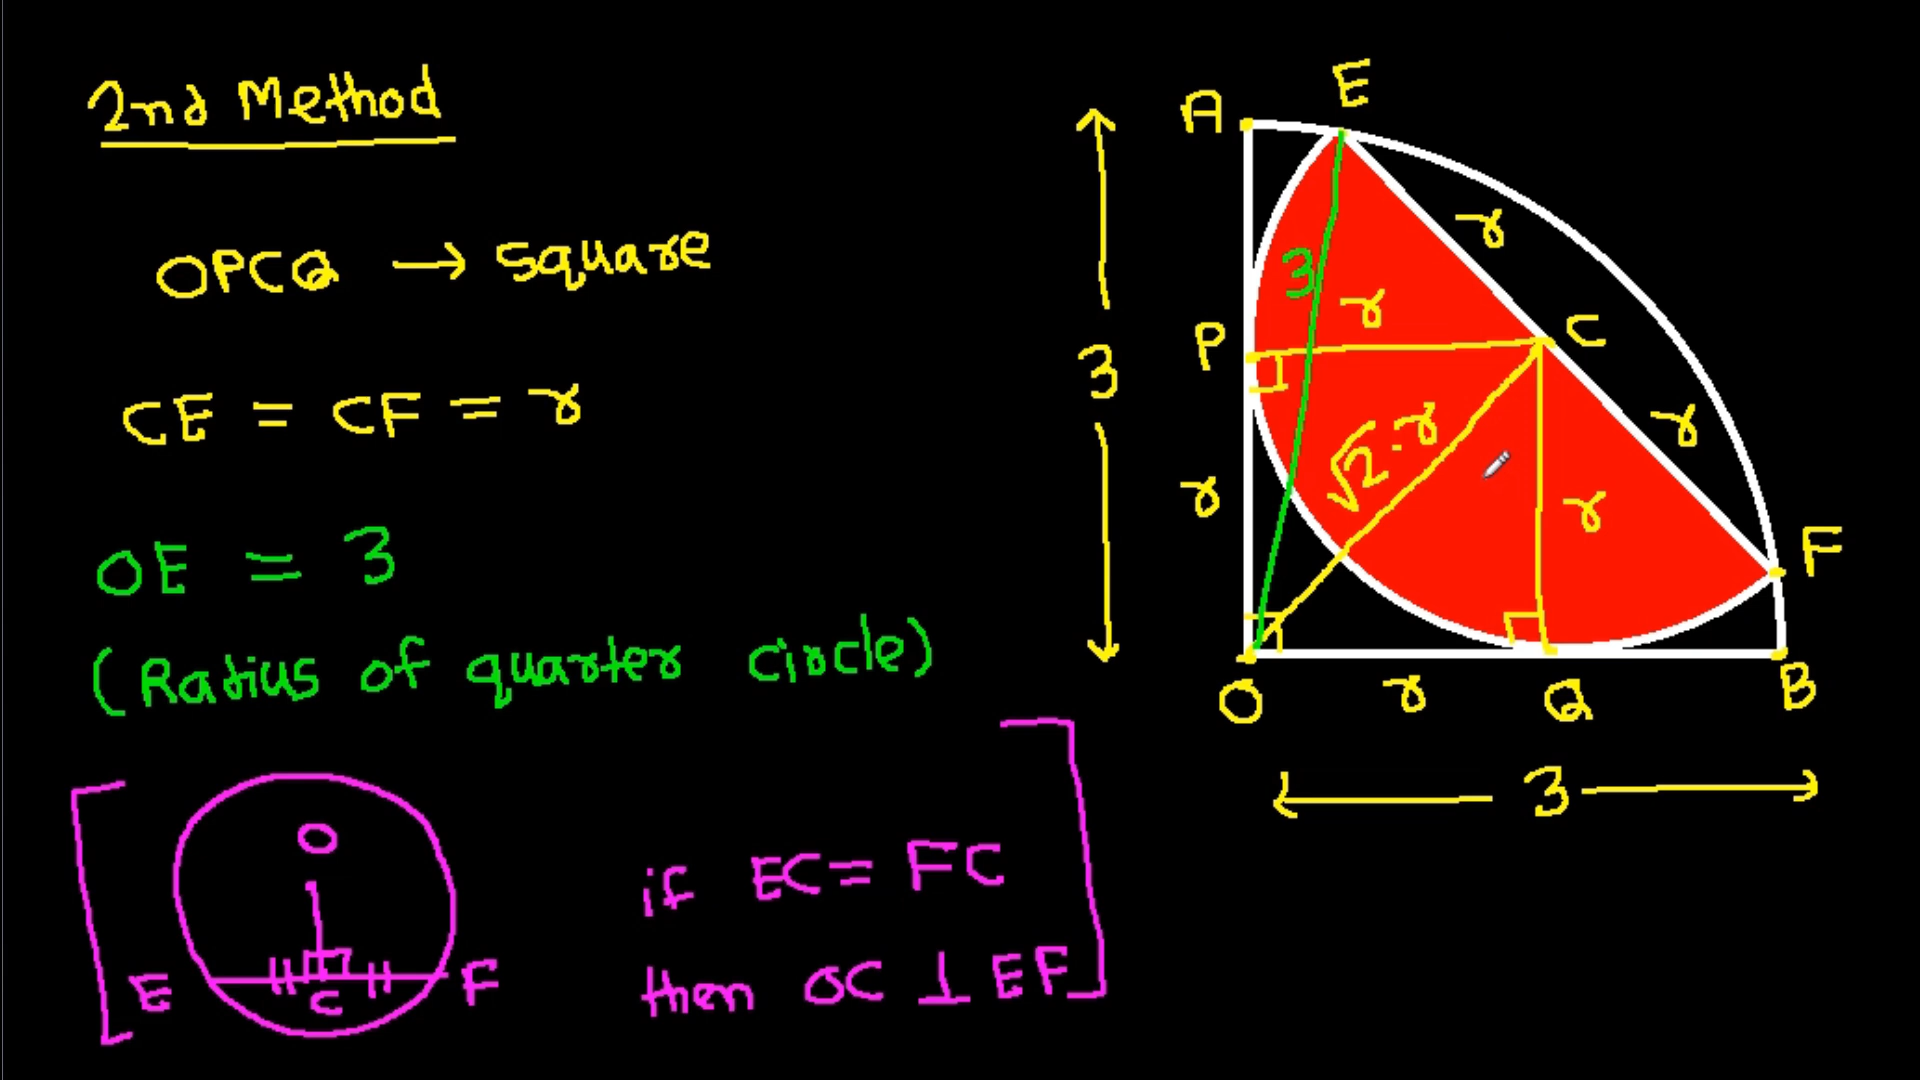 2nd Method
OPCQ → Square
CE = CF = r
OE = 3
(Radius of quarter circle)
O
E
C
F
if EC = FC
then OC ⊥ EF
A
E
r
3
r
C
P
3
r
√2.r
r
r
F
O
r
Q
B
3